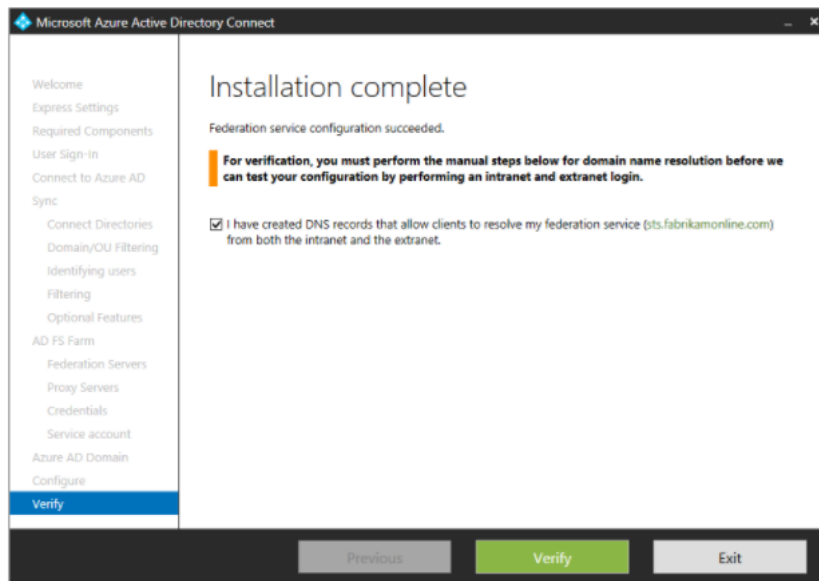 Microsoft Azure Active Directory Connect
Welcome
Express Settings
Required Components
User Sign-In
Connect to Azure AD
Sync
Connect Directories
Domain/OU Filtering
Identifying users
Filtering
Optional Features
AD FS Farm
Federation Servers
Proxy Servers
Credentials
Service account
Azure AD Domain
Configure
Verify
Installation complete
Federation service configuration succeeded.
For verification, you must perform the manual steps below for domain name resolution before we
can test your configuration by performing an intranet and extranet login.
I have created DNS records that allow clients to resolve my federation service (sts.fabrikamonline.com)
from both the intranet and the extranet.
Previous
Verify
Exit